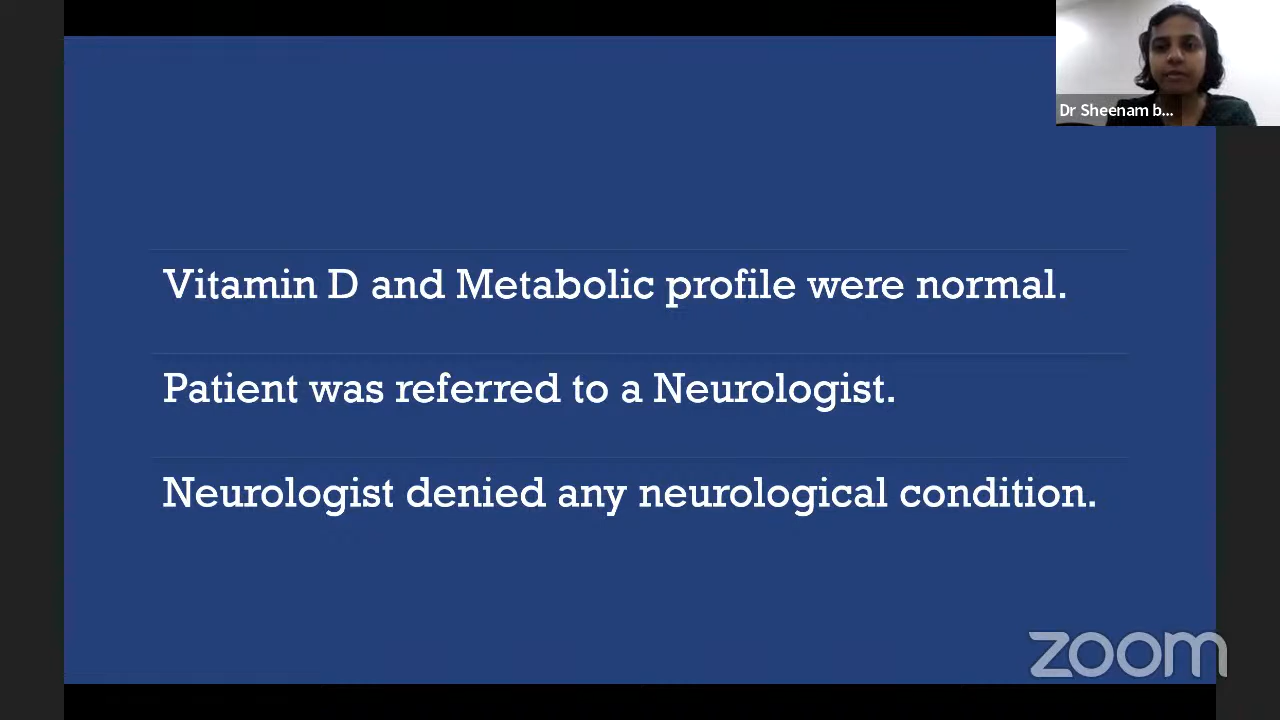 Dr Sheenam b...
Vitamin D and Metabolic profile were normal.
Patient was referred to a Neurologist.
Neurologist denied any neurological condition.
zoom